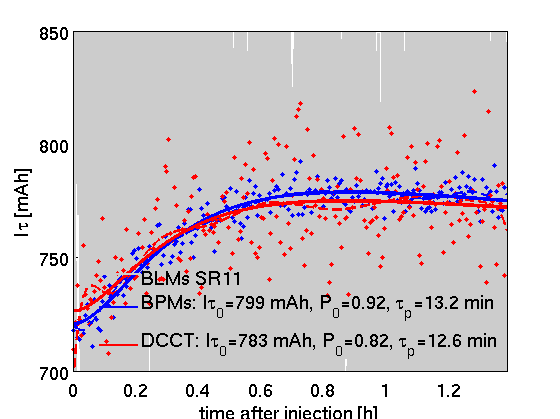 850
800
750
700
Iτ [mAh]
BLMs SR11
BPMs: Iτ0=799 mAh, P0=0.92, τp=13.2 min
DCCT: Iτ0=783 mAh, P0=0.82, τp=12.6 min
0 0.2 0.4 0.6 0.8 1 1.2
time after injection [h]